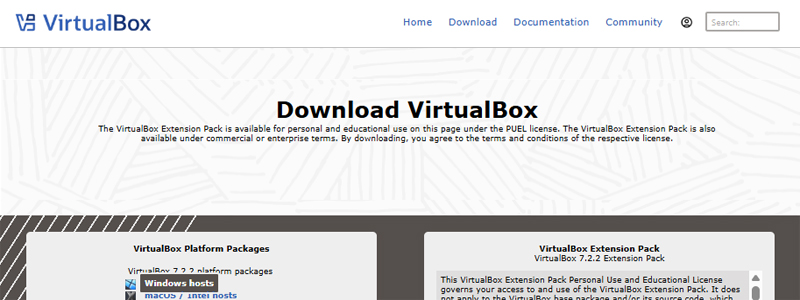 VirtualBox
Home Download Documentation Community Search:
Download VirtualBox
The VirtualBox Extension Pack is available for personal and educational use on this page under the PUEL license. The VirtualBox Extension Pack is also
available under commercial or enterprise terms. By downloading, you agree to the terms and conditions of the respective license.
VirtualBox Platform Packages
VirtualBox 7.2.2 platform packages
Windows hosts
macOS / Intel hosts
VirtualBox Extension Pack
VirtualBox 7.2.2 Extension Pack
This VirtualBox Extension Pack Personal Use and Educational License
governs your access to and use of the VirtualBox Extension Pack. It does
not apply to the VirtualBox base package and/or its source code, which